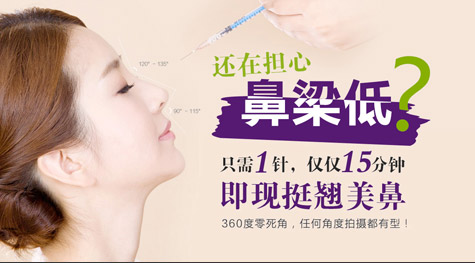 120° ~ 135°
90° ~ 115°
还在担心
鼻梁低?
只需1针，仅仅15分钟
即现挺翘美鼻
360度零死角，任何角度拍摄都有型！